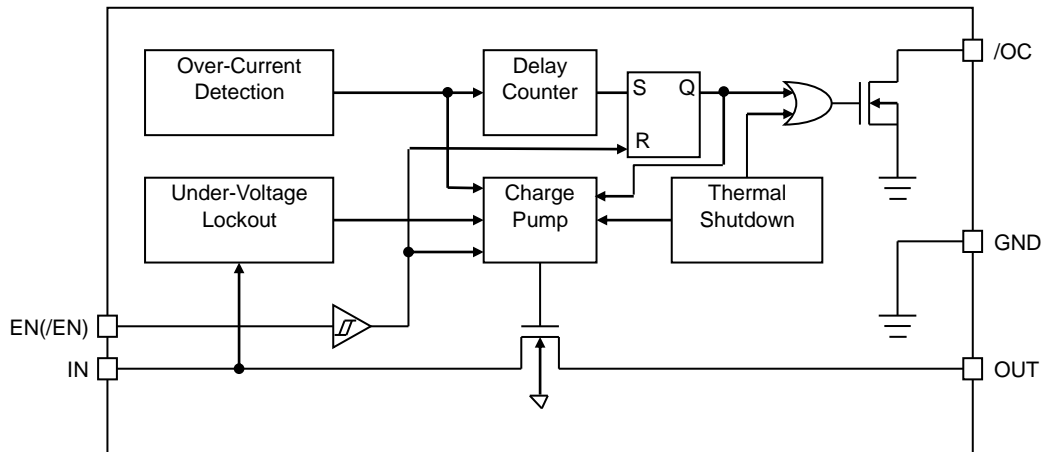 /OC
Over-Current
Detection
Delay
Counter
S
Q
R
Under-Voltage
Lockout
Charge
Pump
Thermal
Shutdown
GND
EN(/EN)
IN
OUT